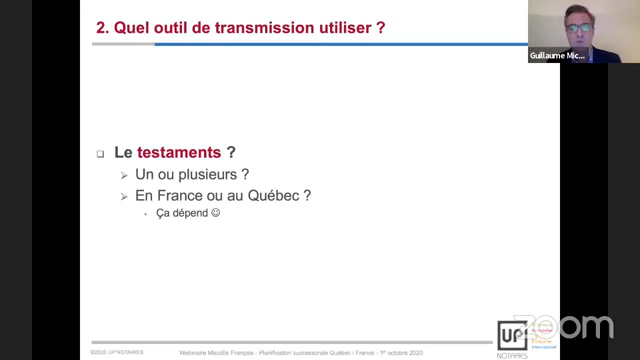 2. Quel outil de transmission utiliser ?
Guillaume Mic...
Le testaments ?
Un ou plusieurs ?
En France ou au Québec ?
Ça dépend ☺
©2020 UP°NOTAIRES
Webinaire Maudits Français - Planification successorale Québec / France - 1er octobre 2020
UP°
NOTAIRES
International
zoom